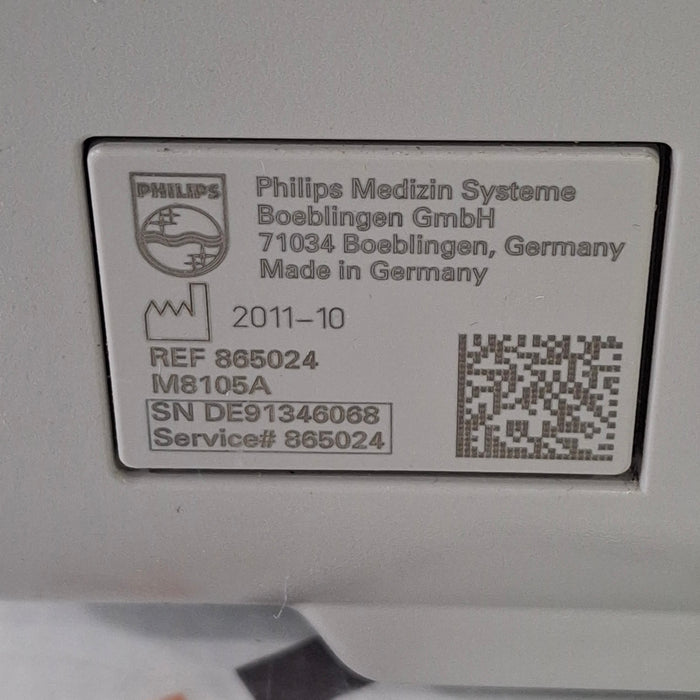 PHILIPS
Philips Medizin Systeme
Boeblingen GmbH
71034 Boeblingen, Germany
Made in Germany
2011-10
REF 865024
M8105A
SN DE91346068
Service# 865024